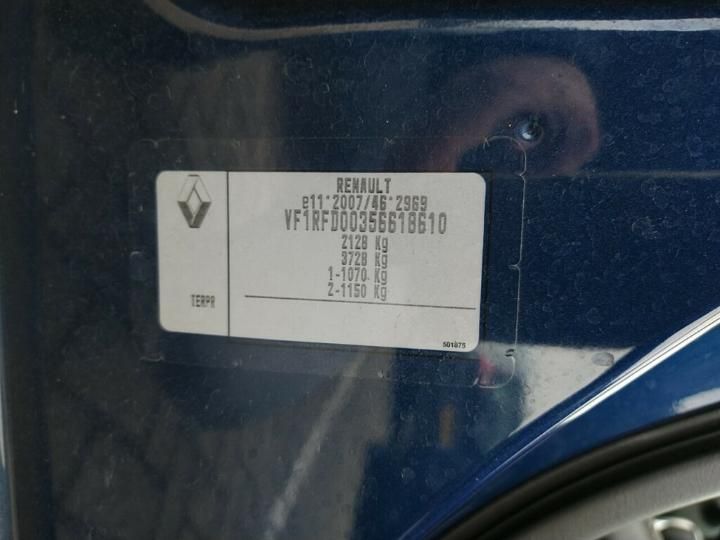 RENAULT
e11*2007/46*2969
VF1RFD00356618610
2128 Kg
3728 Kg
1-1070 Kg
2-1150 Kg
TERPR
501875